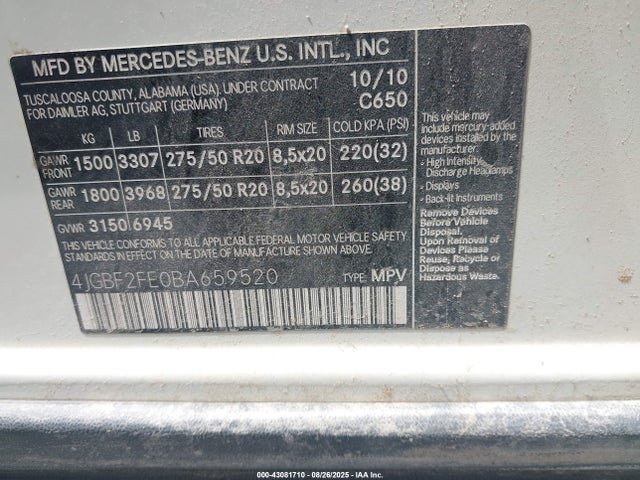 MFD BY MERCEDES-BENZ U.S. INTL., INC
TUSCALOOSA COUNTY, ALABAMA (USA). UNDER CONTRACT 10/10
FOR DAIMLER AG, STUTTGART (GERMANY) C650
KG LB TIRES RIM SIZE COLD KPA (PSI)
GAWR FRONT 1500 3307 275/50 R20 8,5x20 220(32)
GAWR REAR 1800 3968 275/50 R20 8,5x20 260(38)
GVWR 3150 6945
THIS VEHICLE CONFORMS TO ALL APPLICABLE FEDERAL MOTOR VEHICLE SAFETY STANDARDS IN EFFECT ON THE DATE OF MANUFACTURE SHOWN ABOVE.
4JGBF2FE0BA659520 TYPE: MPV
This vehicle may
include mercury-added
devices installed
by the manufacturer:
• High Intensity
Discharge Headlamps
• Displays
• Back-lit Instruments
Remove Devices
Before Vehicle
Disposal.
Upon Removal of
Devices Please
Reuse, Recycle or
Dispose as
Hazardous Waste.
000-43081710 08/26/2025 IAA Inc.